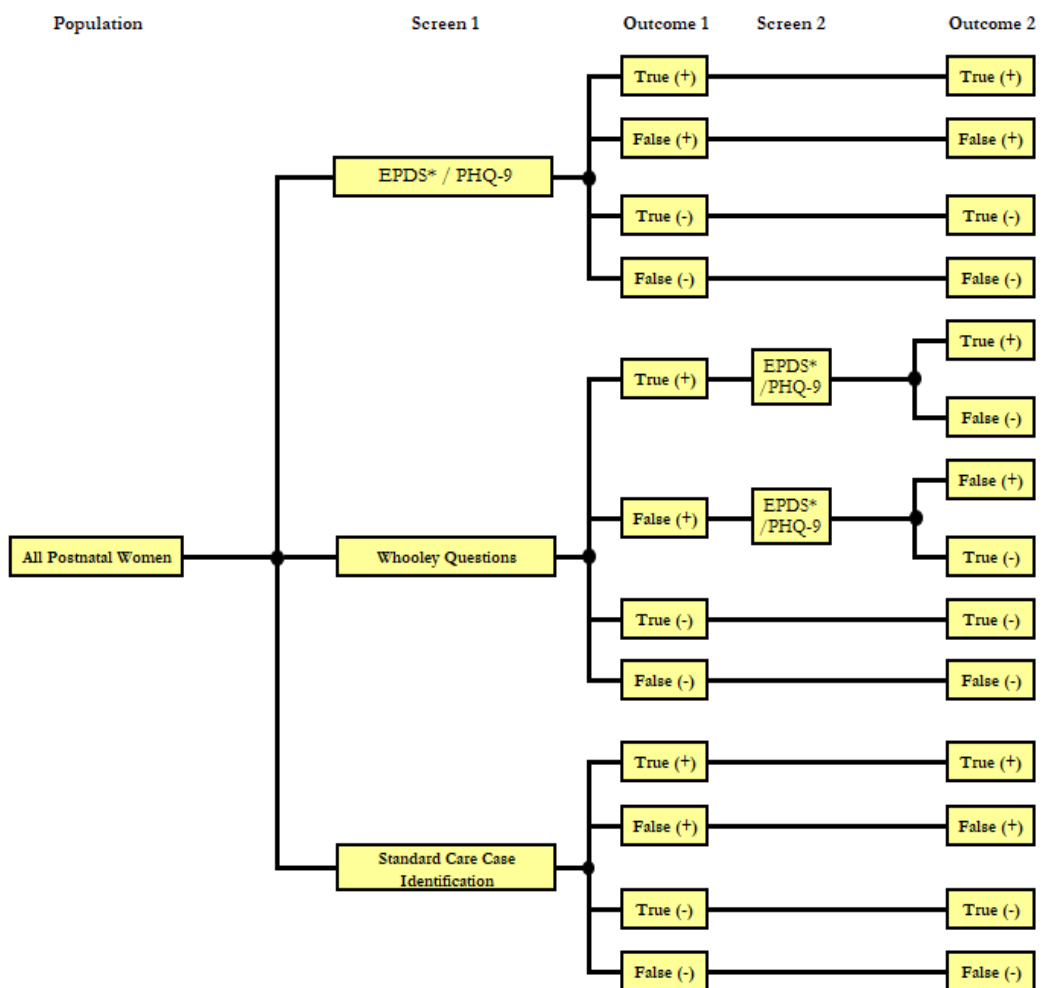 Population Screen 1 Outcome 1 Screen 2 Outcome 2
True (+) True (+)
False (+) False (+)
EPDS* / PHQ-9
True (-) True (-)
False (-) False (-)
True (+)
True (+) EPDS*
/PHQ-9
False (-)
False (+)
False (+) EPDS*
/PHQ-9
All Postnatal Women Whooley Questions True (-)
True (-) True (-)
False (-) False (-)
True (+) True (+)
False (+) False (+)
Standard Care Case
Identification
True (-) True (-)
False (-) False (-)